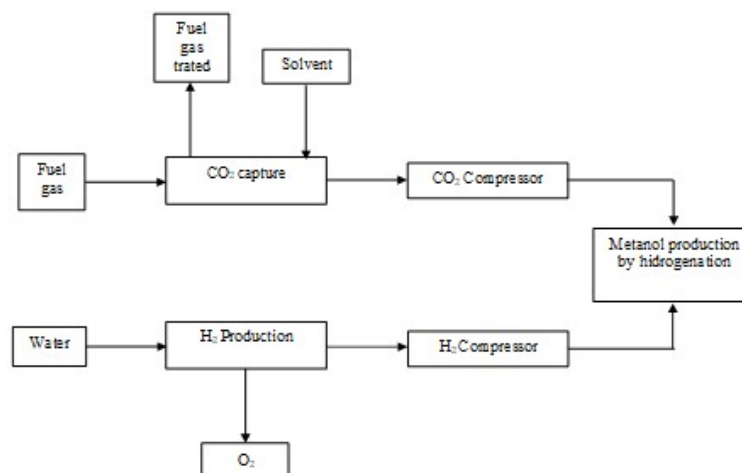 Fuel
gas
trated
Solvent
Fuel
gas
CO₂ capture
CO₂ Compressor
Metanol production
by hidrogenation
Water
H₂ Production
H₂ Compressor
O₂